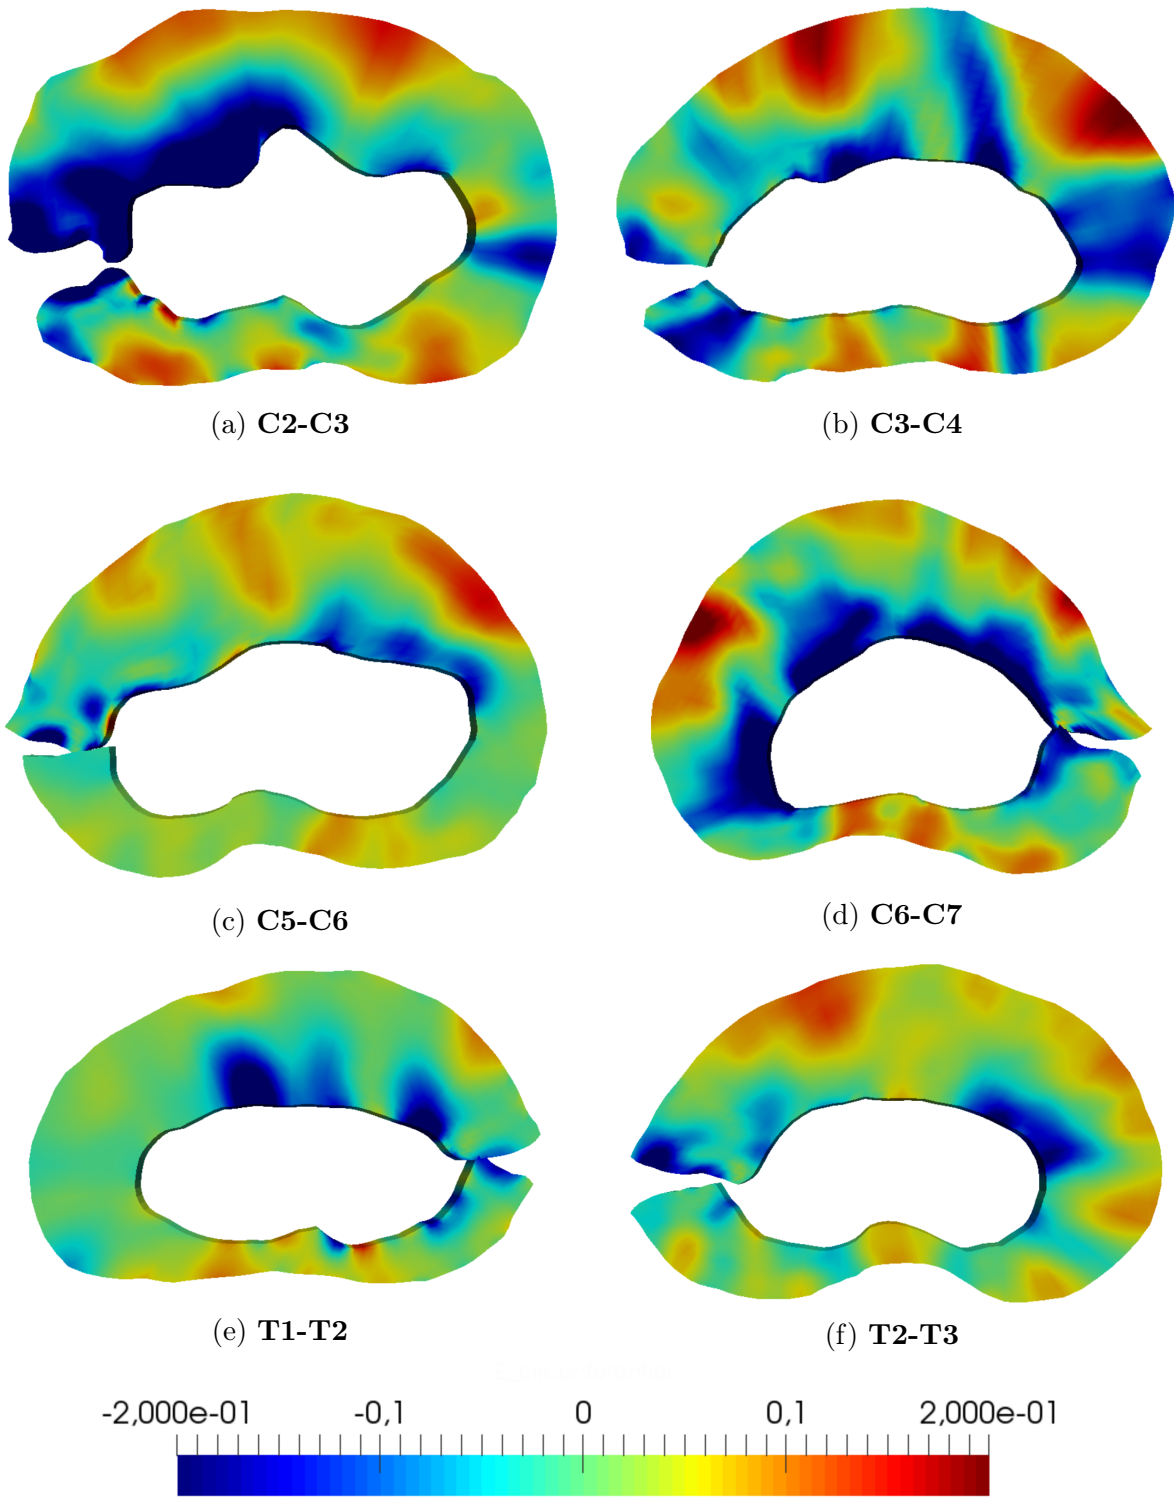 (a) C2-C3
(b) C3-C4
(c) C5-C6
(d) C6-C7
(e) T1-T2
(f) T2-T3
-2,000e-01 -0,1 0 0,1 2,000e-01